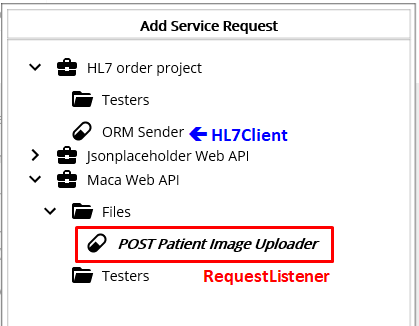 Add Service Request
HL7 order project
Testers
ORM Sender HL7Client
Jsonplaceholder Web API
Maca Web API
Files
POST Patient Image Uploader
Testers RequestListener